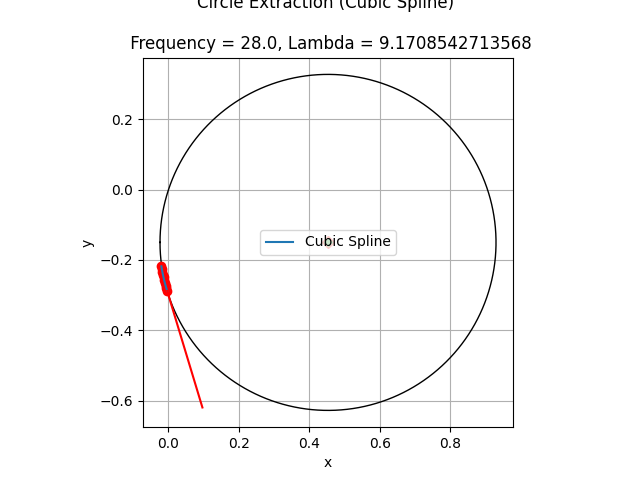 Circle Extraction (Cubic Spline)
Frequency = 28.0, Lambda = 9.1708542713568
0.2
0.0
−0.2
−0.4
−0.6
y
Cubic Spline
0.0 0.2 0.4 0.6 0.8
x